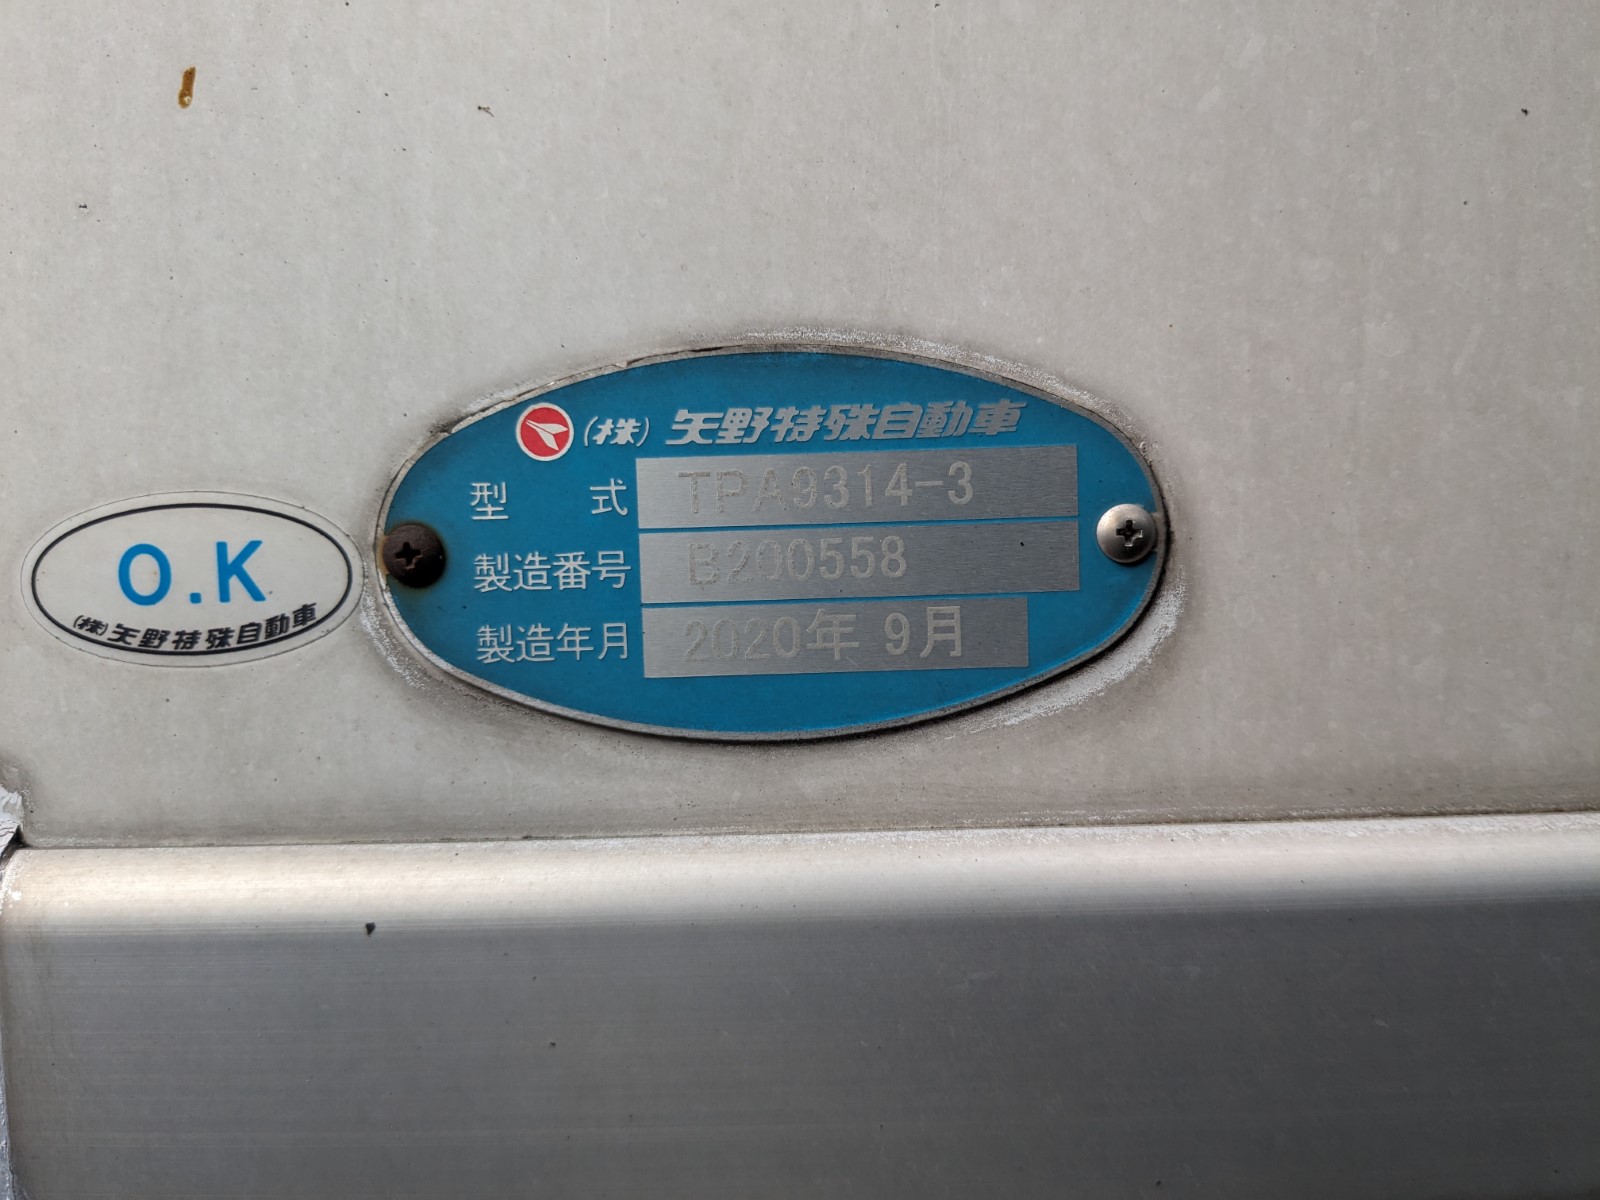 (株)矢野特殊自動車
型式 TPA9314-3
製造番号 B200558
製造年月 2020年 9月
O.K
(株)矢野特殊自動車